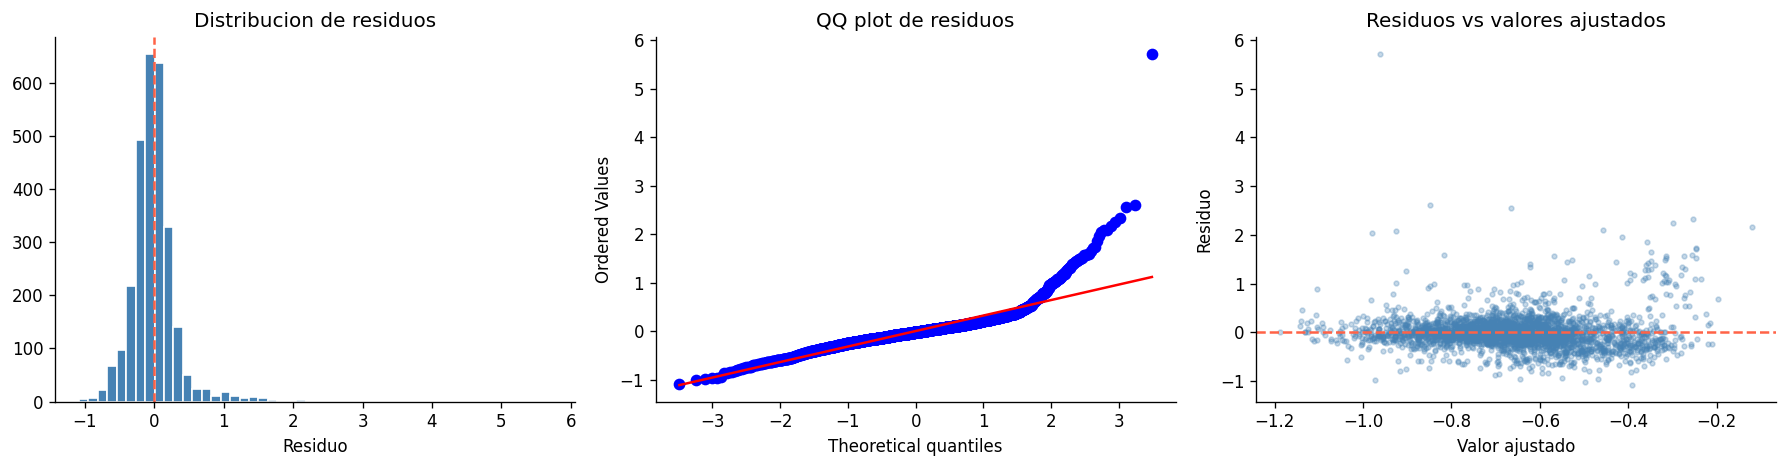 Distribucion de residuos
600
500
400
300
200
100
0
−1 0 1 2 3 4 5 6
Residuo
QQ plot de residuos
Ordered Values
6
5
4
3
2
1
0
−1
−3 −2 −1 0 1 2 3
Theoretical quantiles
Residuos vs valores ajustados
Residuo
6
5
4
3
2
1
0
−1
−1.2 −1.0 −0.8 −0.6 −0.4 −0.2
Valor ajustado